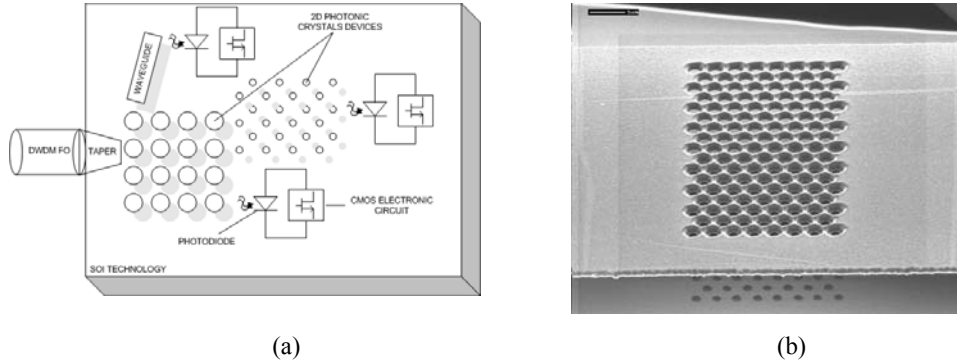 2D PHOTONIC
CRYSTALS DEVICES
WAVEGUIDE
DWDM FO
TAPER
CMOS ELECTRONIC
CIRCUIT
PHOTODIODE
SOI TECHNOLOGY
(a)
(b)